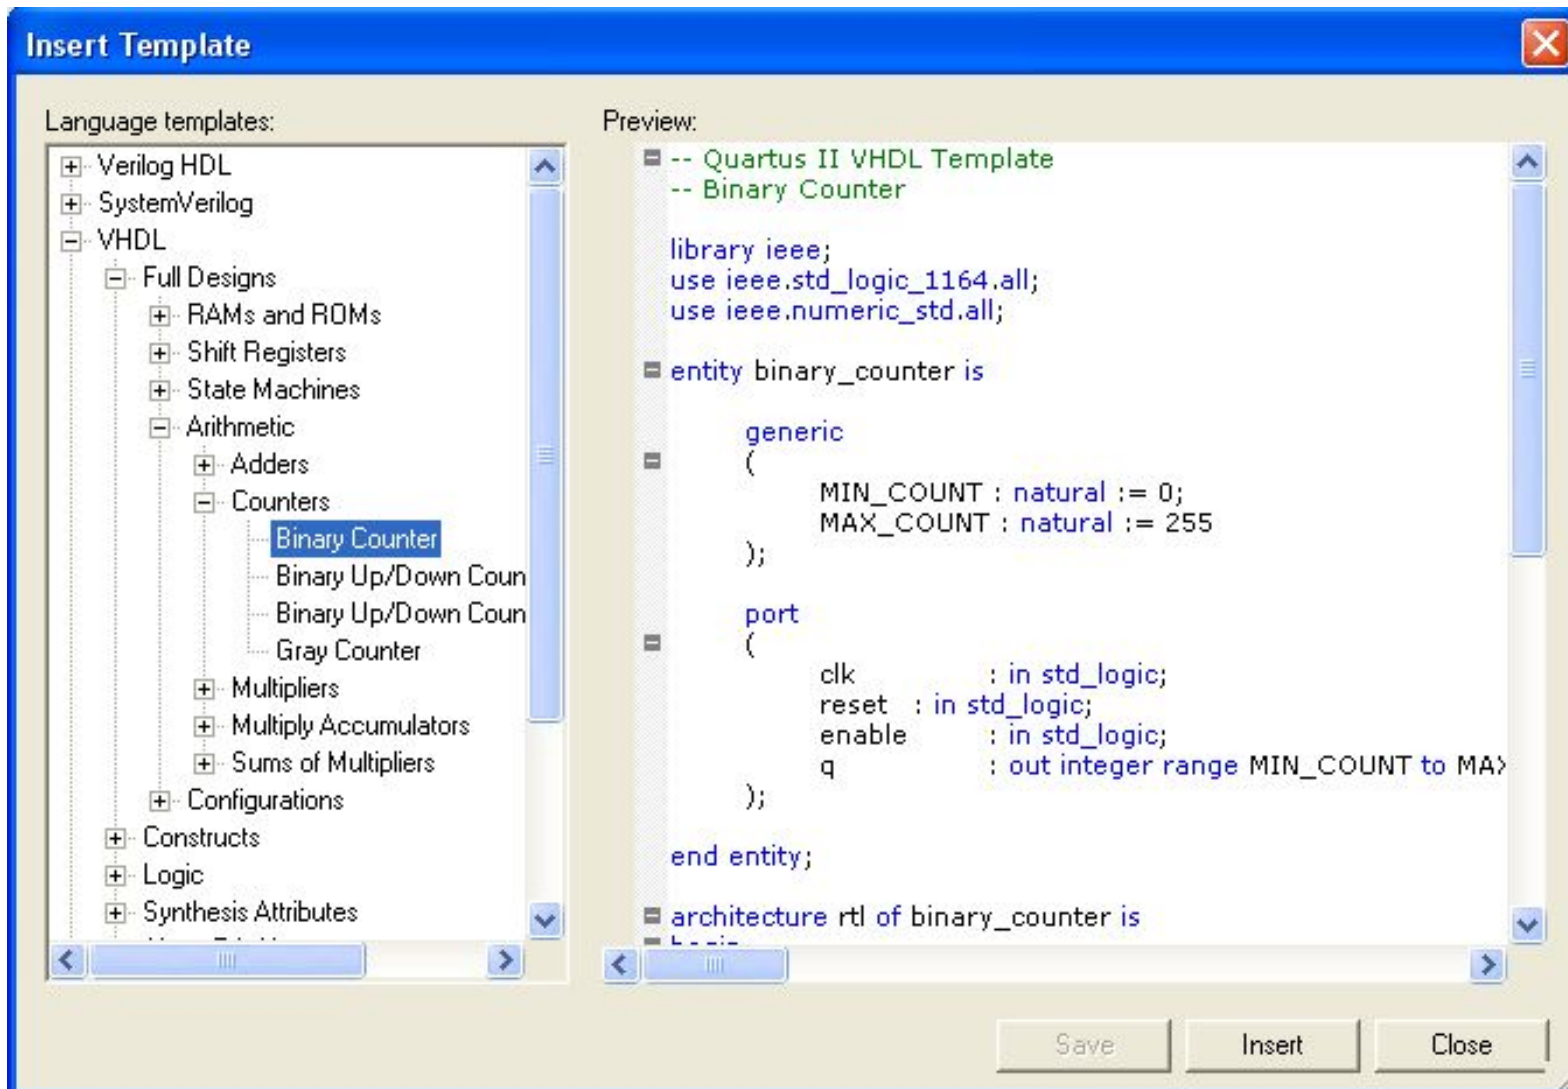 Insert Template
Language templates:
Verilog HDL
SystemVerilog
VHDL
Full Designs
RAMs and ROMs
Shift Registers
State Machines
Arithmetic
Adders
Counters
Binary Counter
Binary Up/Down Coun
Binary Up/Down Coun
Gray Counter
Multipliers
Multiply Accumulators
Sums of Multipliers
Configurations
Constructs
Logic
Synthesis Attributes
Preview:
-- Quartus II VHDL Template
-- Binary Counter
library ieee;
use ieee.std_logic_1164.all;
use ieee.numeric_std.all;
entity binary_counter is
generic
(
MIN_COUNT : natural := 0;
MAX_COUNT : natural := 255
);
port
(
clk : in std_logic;
reset : in std_logic;
enable : in std_logic;
q : out integer range MIN_COUNT to MAX
);
end entity;
architecture rtl of binary_counter is
begin
Save
Insert
Close